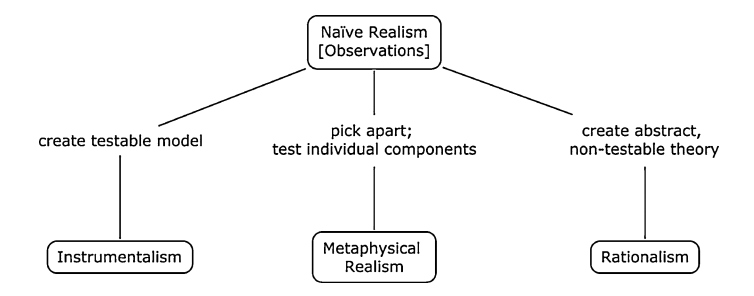 Naïve Realism
[Observations]
create testable model
pick apart;
test individual components
create abstract,
non-testable theory
Instrumentalism
Metaphysical
Realism
Rationalism